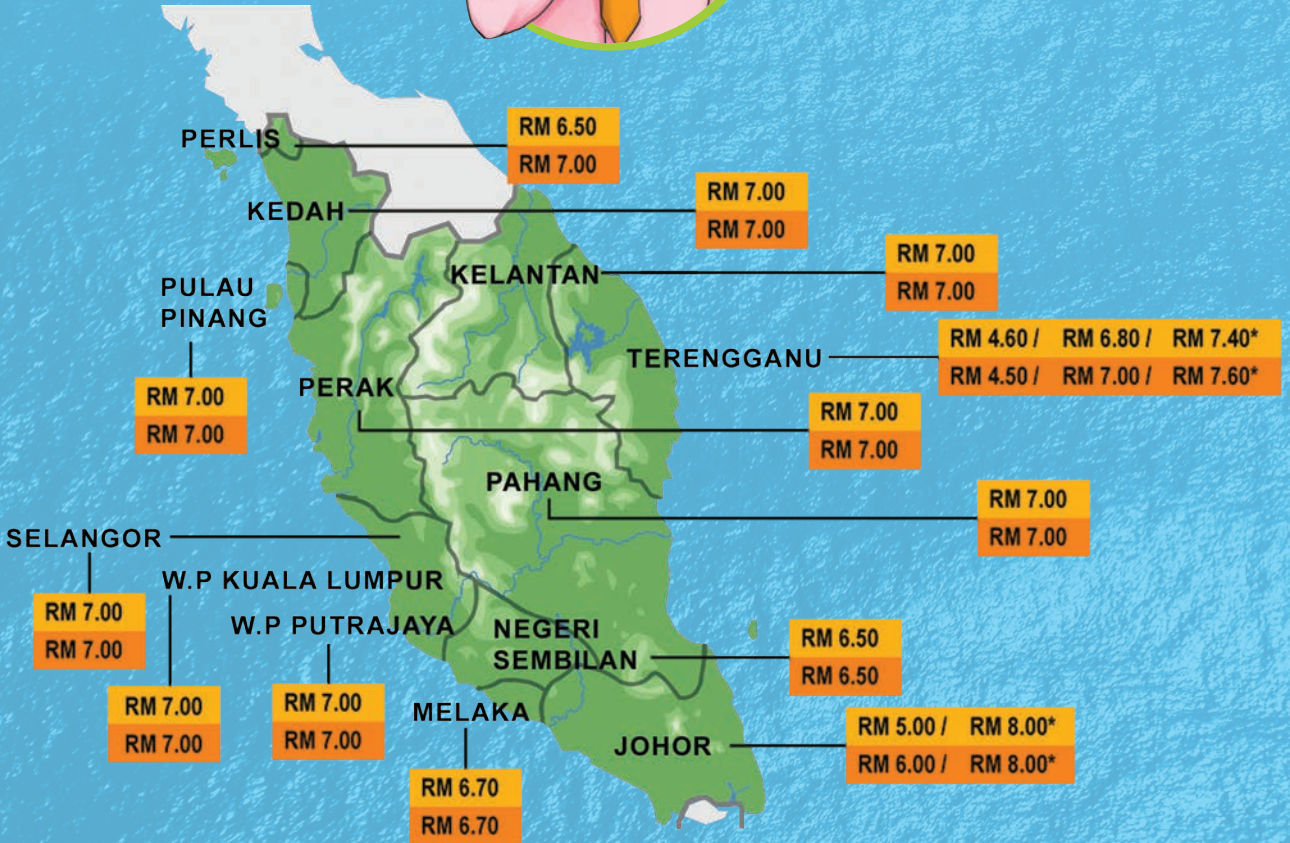 PERLIS
RM 6.50
RM 7.00
KEDAH
RM 7.00
RM 7.00
KELANTAN
RM 7.00
RM 7.00
PULAU
PINANG
RM 7.00
RM 7.00
TERENGGANU
RM 4.60 / RM 6.80 / RM 7.40*
RM 4.50 / RM 7.00 / RM 7.60*
PERAK
RM 7.00
RM 7.00
PAHANG
RM 7.00
RM 7.00
SELANGOR
RM 7.00
RM 7.00
W.P KUALA LUMPUR
RM 7.00
RM 7.00
W.P PUTRAJAYA
RM 7.00
RM 7.00
NEGERI
SEMBILAN
RM 6.50
RM 6.50
MELAKA
RM 6.70
RM 6.70
JOHOR
RM 5.00 / RM 8.00*
RM 6.00 / RM 8.00*